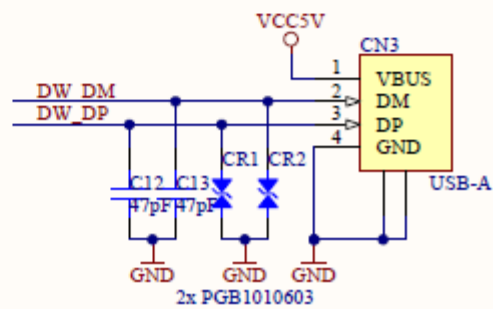 VCC5V
CN3
1 VBUS
DW_DM 2 DM
DW_DP 3 DP
4 GND
CR1 CR2
USB-A
C12 C13
47pF 47pF
GND GND GND
2x PGB1010603